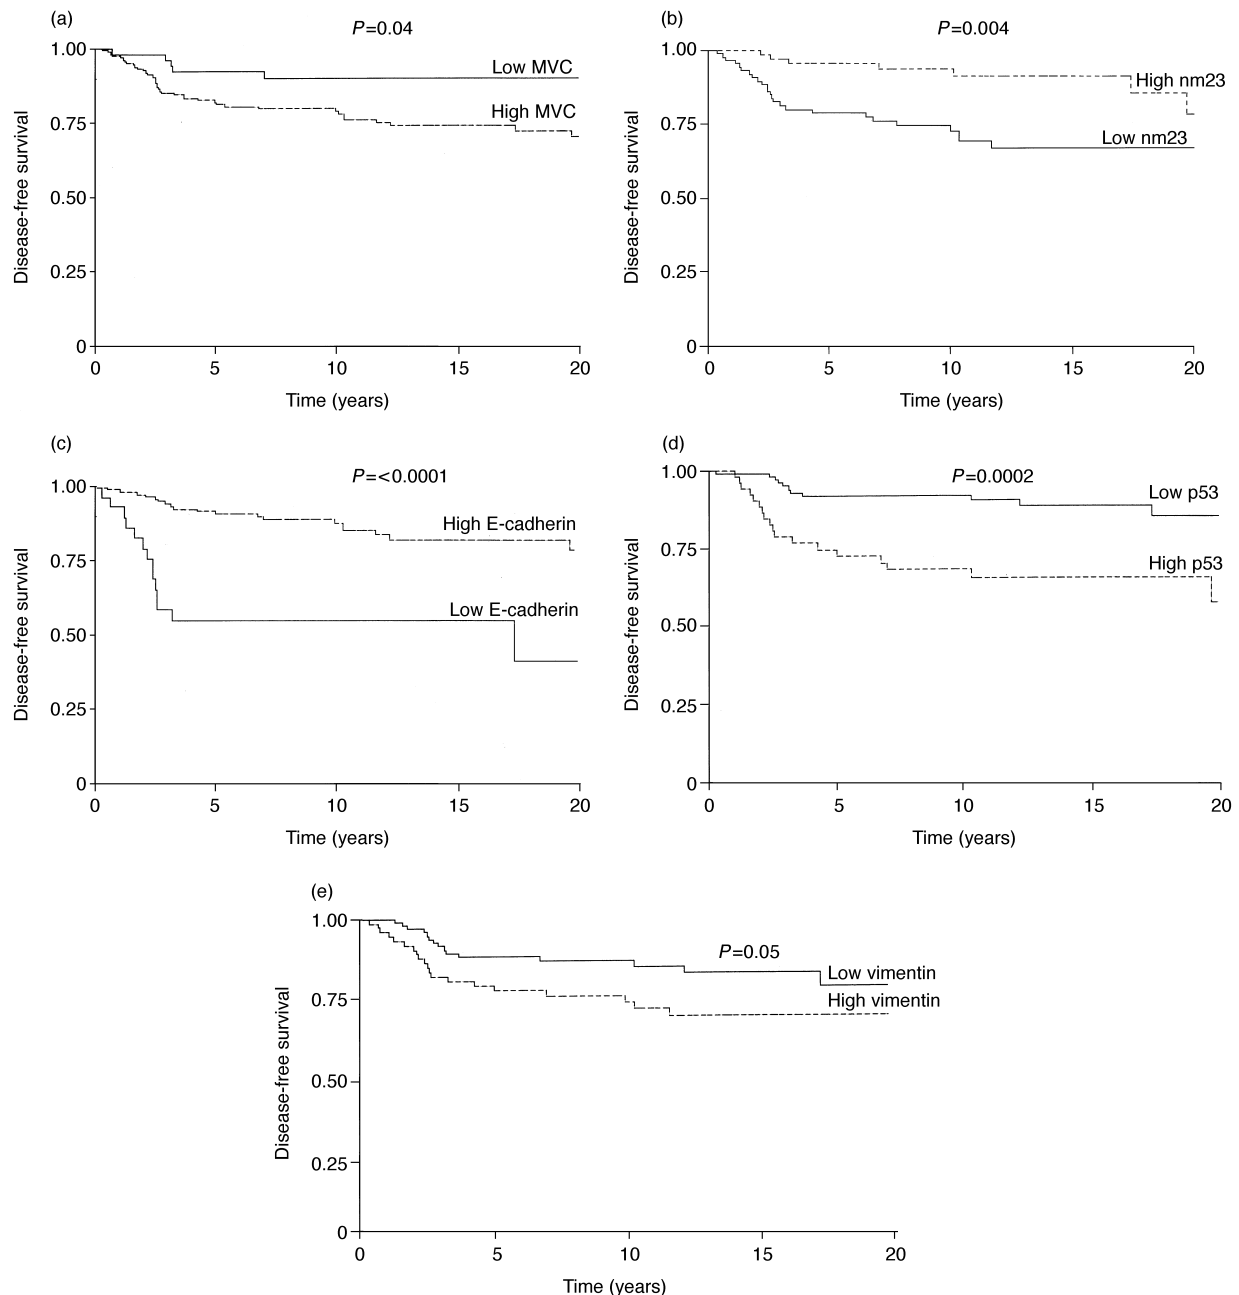 (a)
P=0.04
1.00
0.75
0.50
0.25
0
Disease-free survival
Low MVC
High MVC
0 5 10 15 20
Time (years)
(b)
P=0.004
1.00
0.75
0.50
0.25
0
Disease-free survival
High nm23
Low nm23
0 5 10 15 20
Time (years)
(c)
P=<0.0001
1.00
0.75
0.50
0.25
0
Disease-free survival
High E-cadherin
Low E-cadherin
0 5 10 15 20
Time (years)
(d)
P=0.0002
1.00
0.75
0.50
0.25
0
Disease-free survival
Low p53
High p53
0 5 10 15 20
Time (years)
(e)
P=0.05
1.00
0.75
0.50
0.25
0
Disease-free survival
Low vimentin
High vimentin
0 5 10 15 20
Time (years)